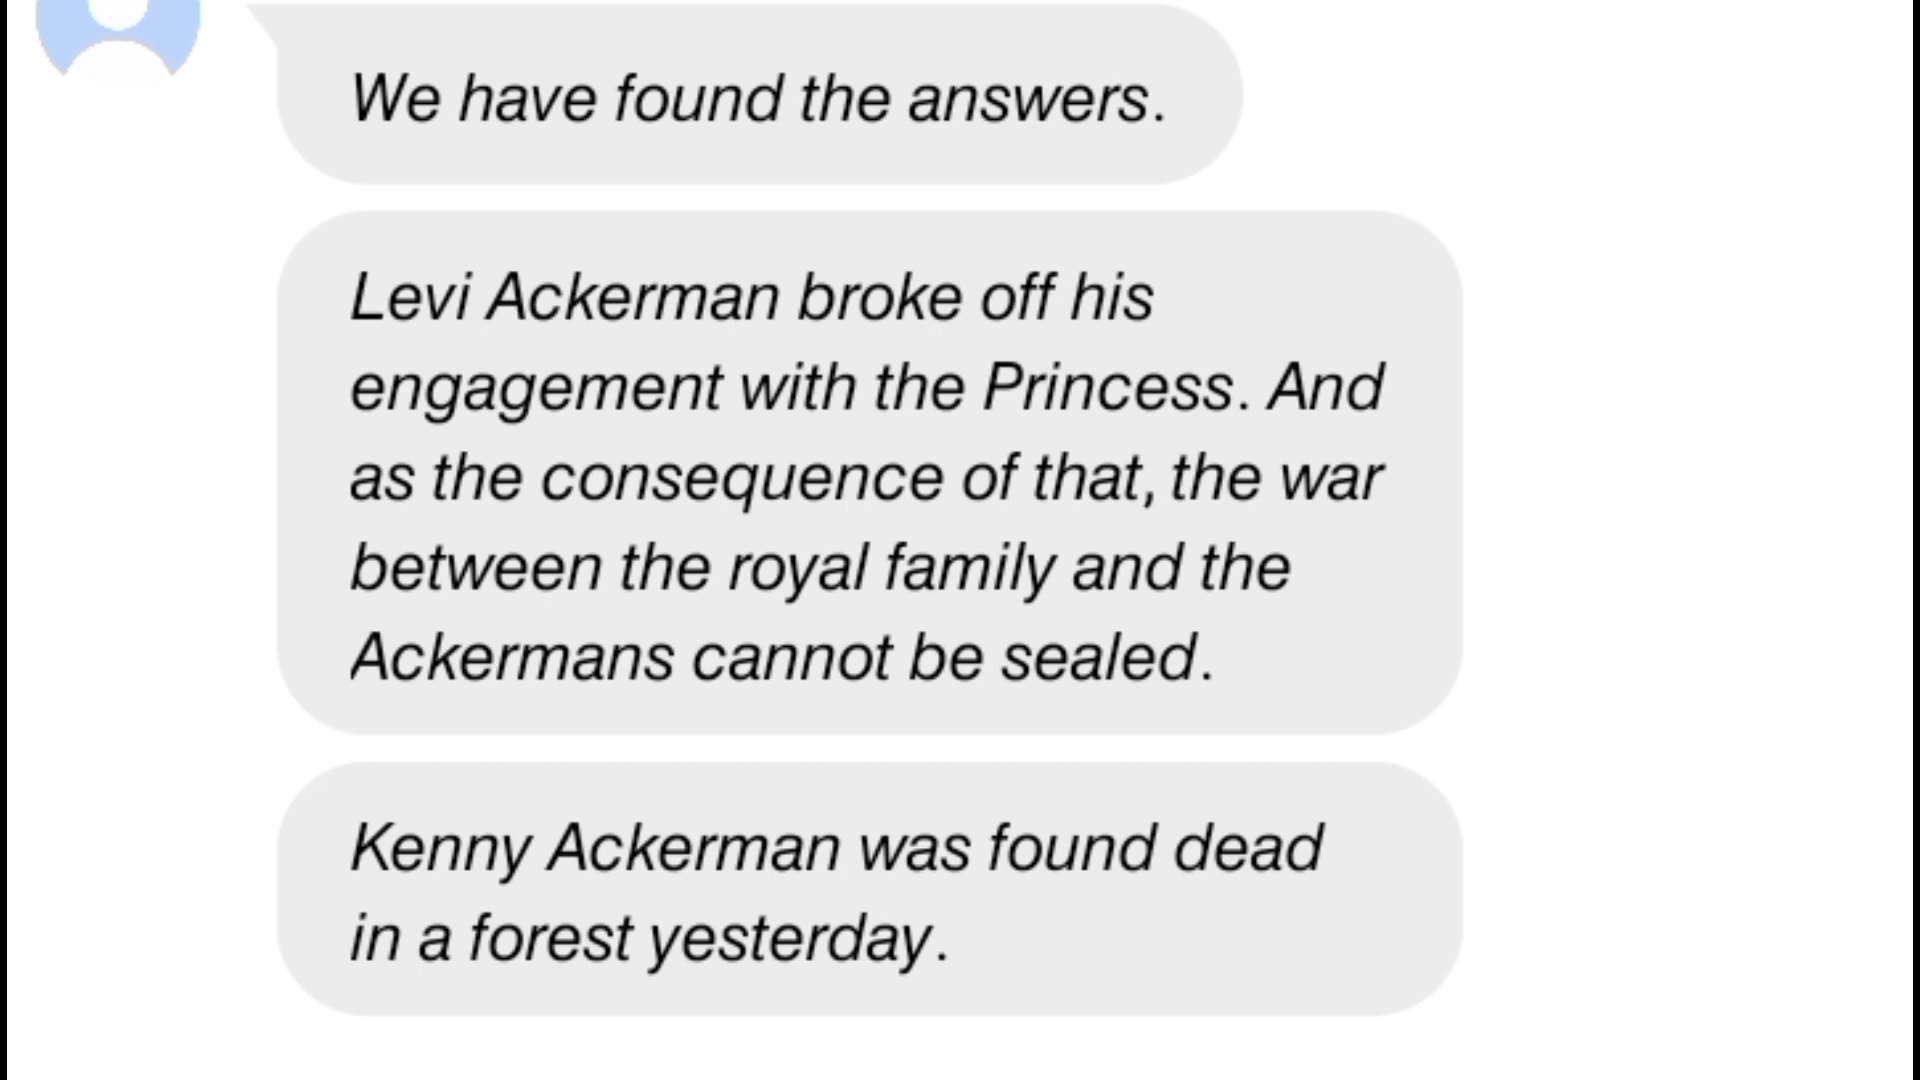 We have found the answers.
Levi Ackerman broke off his
engagement with the Princess. And
as the consequence of that, the war
between the royal family and the
Ackermans cannot be sealed.
Kenny Ackerman was found dead
in a forest yesterday.